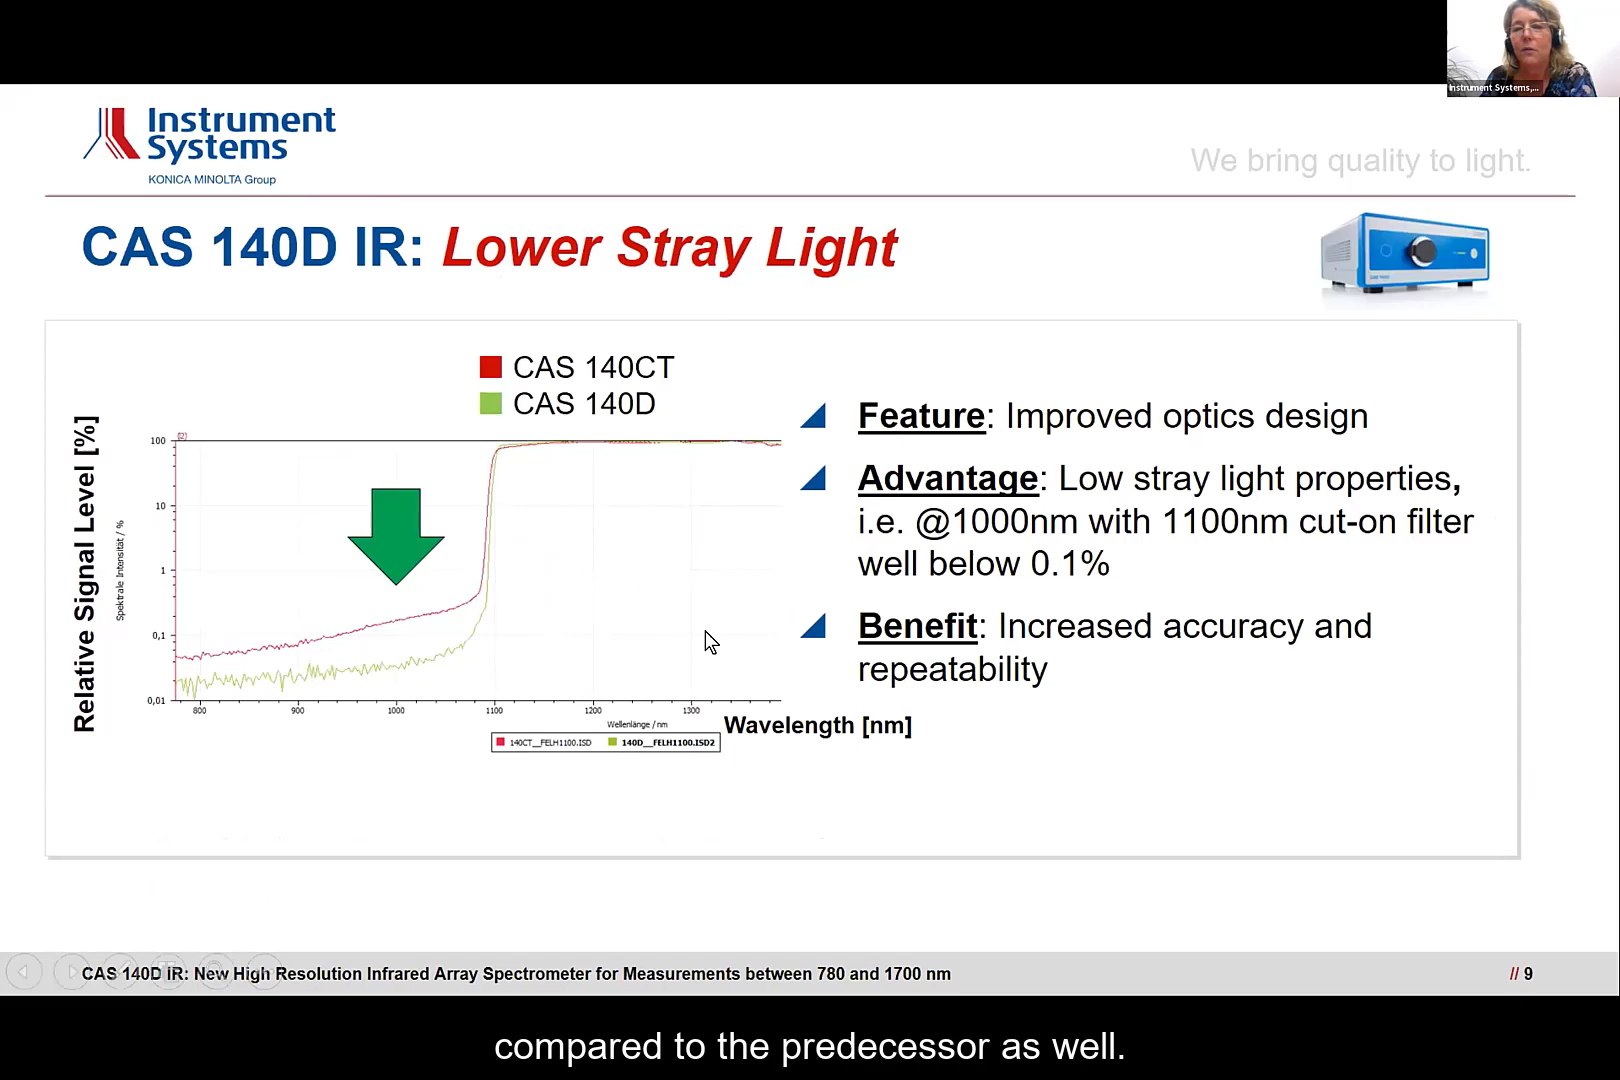 Instrument Systems,...
Instrument
Systems
KONICA MINOLTA Group
We bring quality to light.
CAS 140D IR: Lower Stray Light
CAS 140CT
CAS 140D
Relative Signal Level [%]
Spektrale Intensität / %
[2]
100
10
1
0,1
0,01
800
900
1000
1100
1200
1300
Wellenlänge / nm
Wavelength [nm]
140CT__FELH1100.ISD
140D__FELH1100.ISD2
Feature: Improved optics design
Advantage: Low stray light properties,
i.e. @1000nm with 1100nm cut-on filter
well below 0.1%
Benefit: Increased accuracy and
repeatability
CAS 140D IR: New High Resolution Infrared Array Spectrometer for Measurements between 780 and 1700 nm
// 9
compared to the predecessor as well.